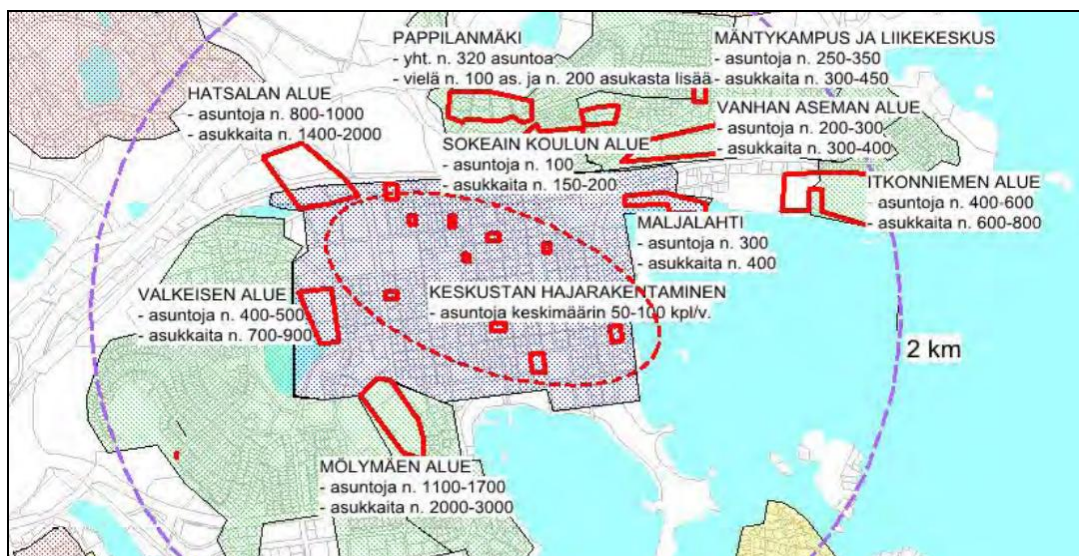 PAPPILANMÄKI
- yht. n. 320 asuntoa
- vielä n. 100 as. ja n. 200 asukasta lisää
MÄNTYKAMPUS JA LIIKEKESKUS
- asuntoja n. 250-350
- asukkaita n. 300-450
HATSALAN ALUE
- asuntoja n. 800-1000
- asukkaita n. 1400-2000
VANHAN ASEMAN ALUE
- asuntoja n. 200-300
- asukkaita n. 300-400
SOKEAIN KOULUN ALUE
- asuntoja n. 100
- asukkaita n. 150-200
ITKONNIEMEN ALUE
- asuntoja n. 400-600
- asukkaita n. 600-800
MALJALAHTI
- asuntoja n. 300
- asukkaita n. 400
VALKEISEN ALUE
- asuntoja n. 400-500
- asukkaita n. 700-900
KESKUSTAN HAJARAKENTAMINEN
- asuntoja keskimäärin 50-100 kpl/v.
2 km
MÖLYMÄEN ALUE
- asuntoja n. 1100-1700
- asukkaita n. 2000-3000